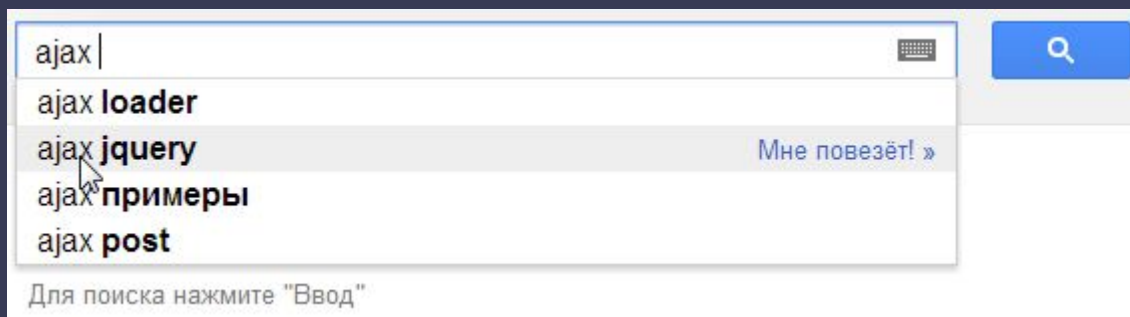 ajax
ajax loader
ajax jquery Мне повезёт! »
ajax примеры
ajax post
Для поиска нажмите "Ввод"